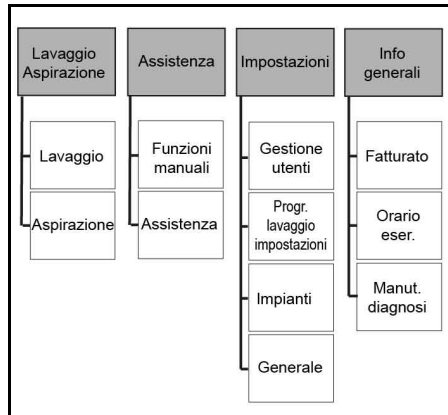 Lavaggio
Aspirazione
Lavaggio
Aspirazione
Assistenza
Funzioni
manuali
Assistenza
Impostazioni
Gestione
utenti
Progr.
lavaggio
impostazioni
Impianti
Generale
Info
generali
Fatturato
Orario
eser.
Manut.
diagnosi